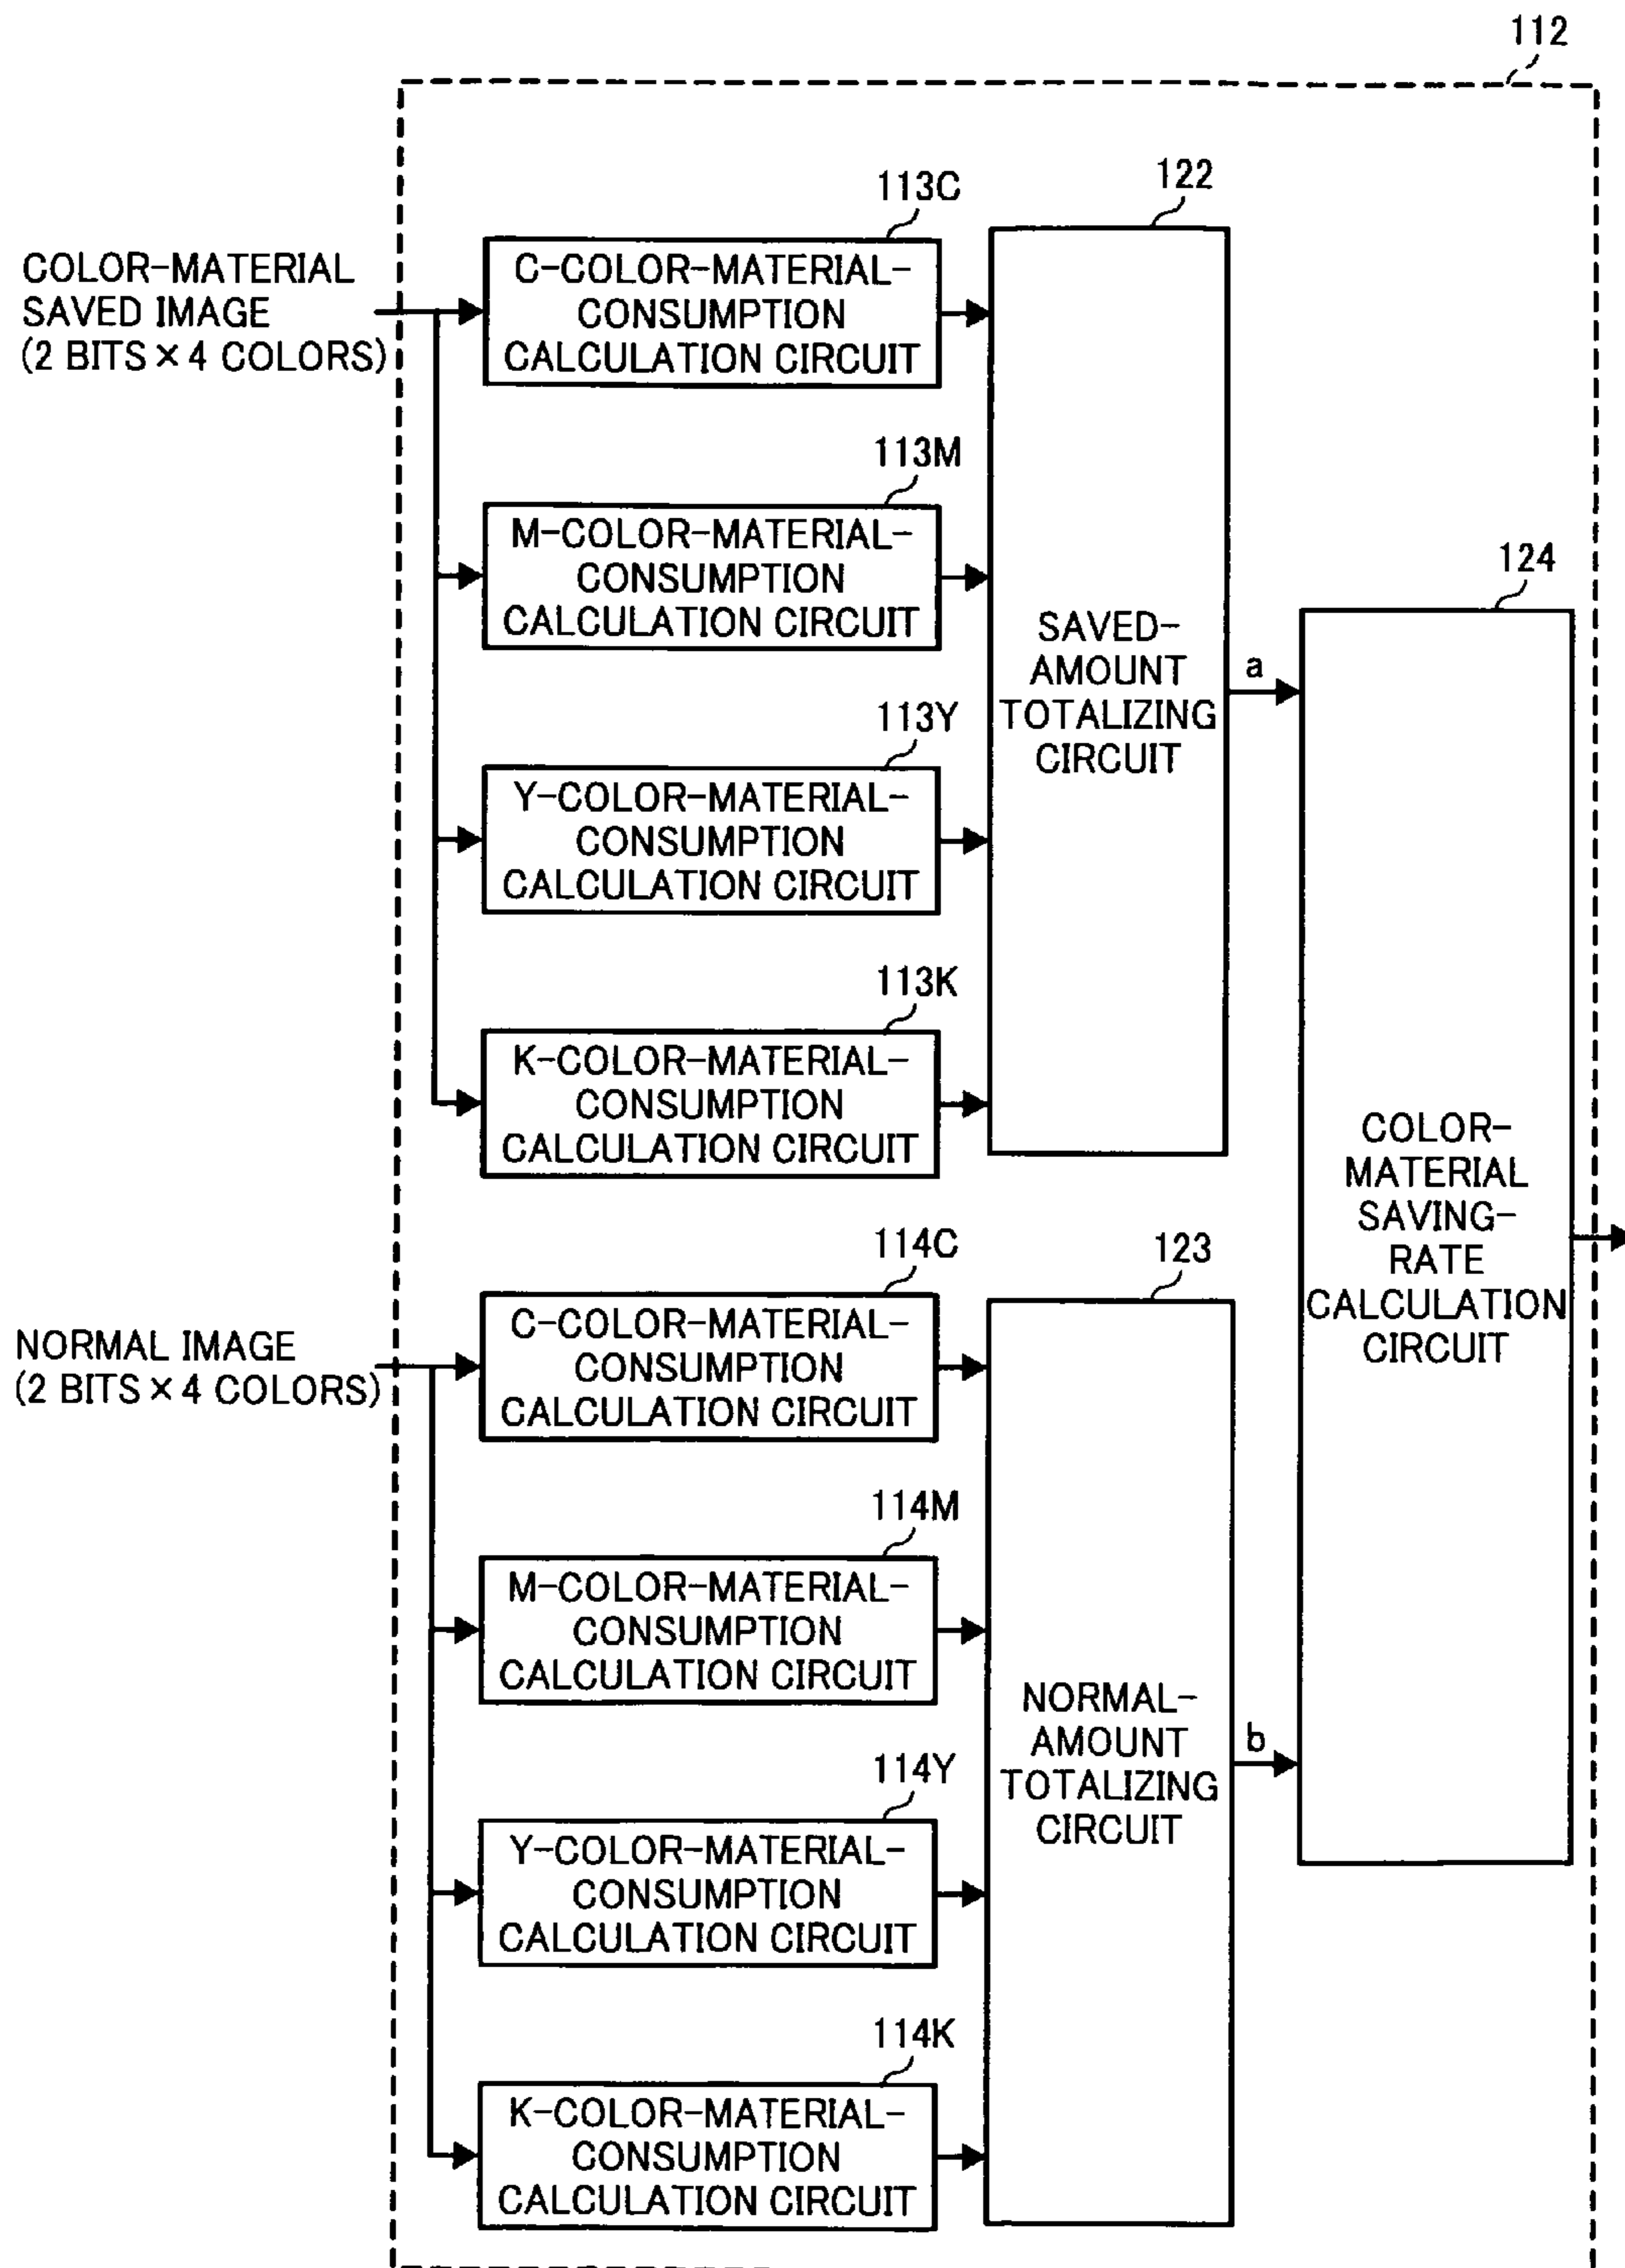 112
122
113C
COLOR-MATERIAL
SAVED IMAGE
(2 BITS × 4 COLORS)
C-COLOR-MATERIAL-
CONSUMPTION
CALCULATION CIRCUIT
113M
M-COLOR-MATERIAL-
CONSUMPTION
CALCULATION CIRCUIT
124
SAVED-
AMOUNT
TOTALIZING
CIRCUIT
a
113Y
Y-COLOR-MATERIAL-
CONSUMPTION
CALCULATION CIRCUIT
113K
K-COLOR-MATERIAL-
CONSUMPTION
CALCULATION CIRCUIT
COLOR-
MATERIAL
SAVING-
RATE
CALCULATION
CIRCUIT
114C
123
NORMAL IMAGE
(2 BITS × 4 COLORS)
C-COLOR-MATERIAL-
CONSUMPTION
CALCULATION CIRCUIT
114M
M-COLOR-MATERIAL-
CONSUMPTION
CALCULATION CIRCUIT
NORMAL-
AMOUNT
TOTALIZING
CIRCUIT
b
114Y
Y-COLOR-MATERIAL-
CONSUMPTION
CALCULATION CIRCUIT
114K
K-COLOR-MATERIAL-
CONSUMPTION
CALCULATION CIRCUIT